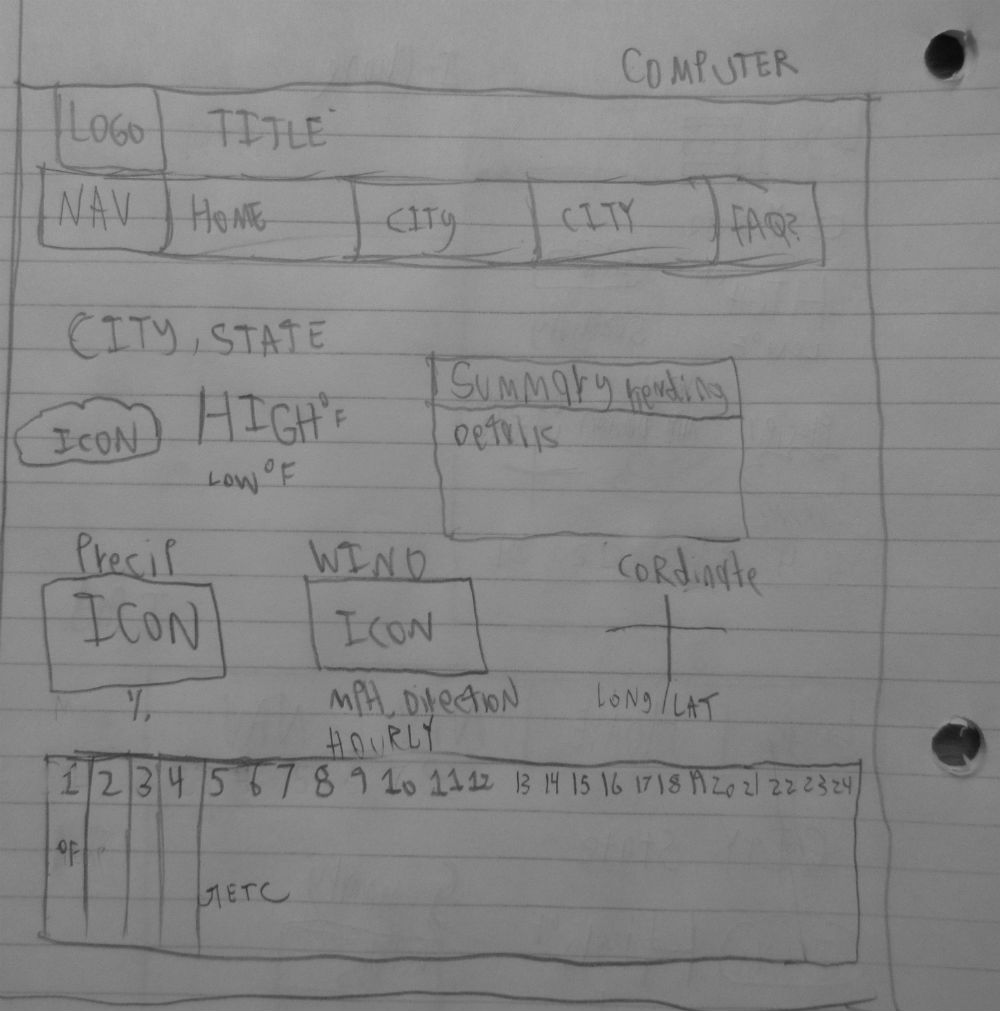 COMPUTER
LOGO TITLE
NAV HOME CITY CITY FAQ?
CITY, STATE
Summary heading
ICON HIGH °F
Details
LOW °F
Precip WIND CORdinate
ICON ICON
% MPH, Direction LONG/LAT
HOURLY
1 2 3 4 5 6 7 8 9 10 11 12 13 14 15 16 17 18 19 20 21 22 23 24
°F
ETC